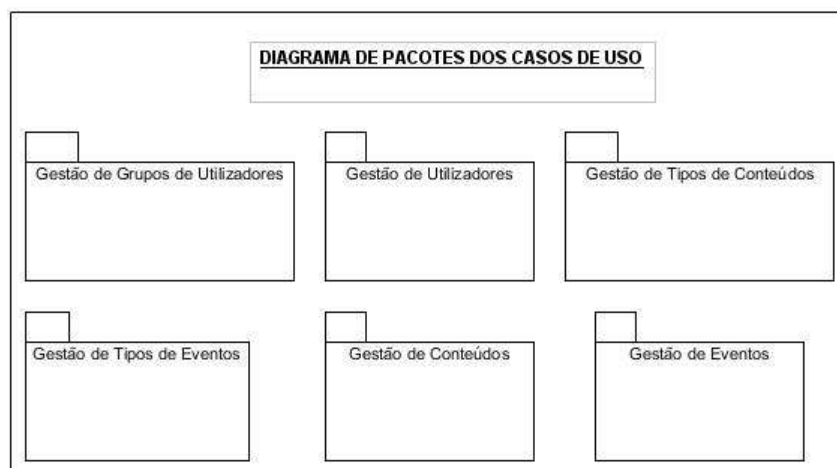 DIAGRAMA DE PACOTES DOS CASOS DE USO
Gestão de Grupos de Utilizadores
Gestão de Utilizadores
Gestão de Tipos de Conteúdos
Gestão de Tipos de Eventos
Gestão de Conteúdos
Gestão de Eventos